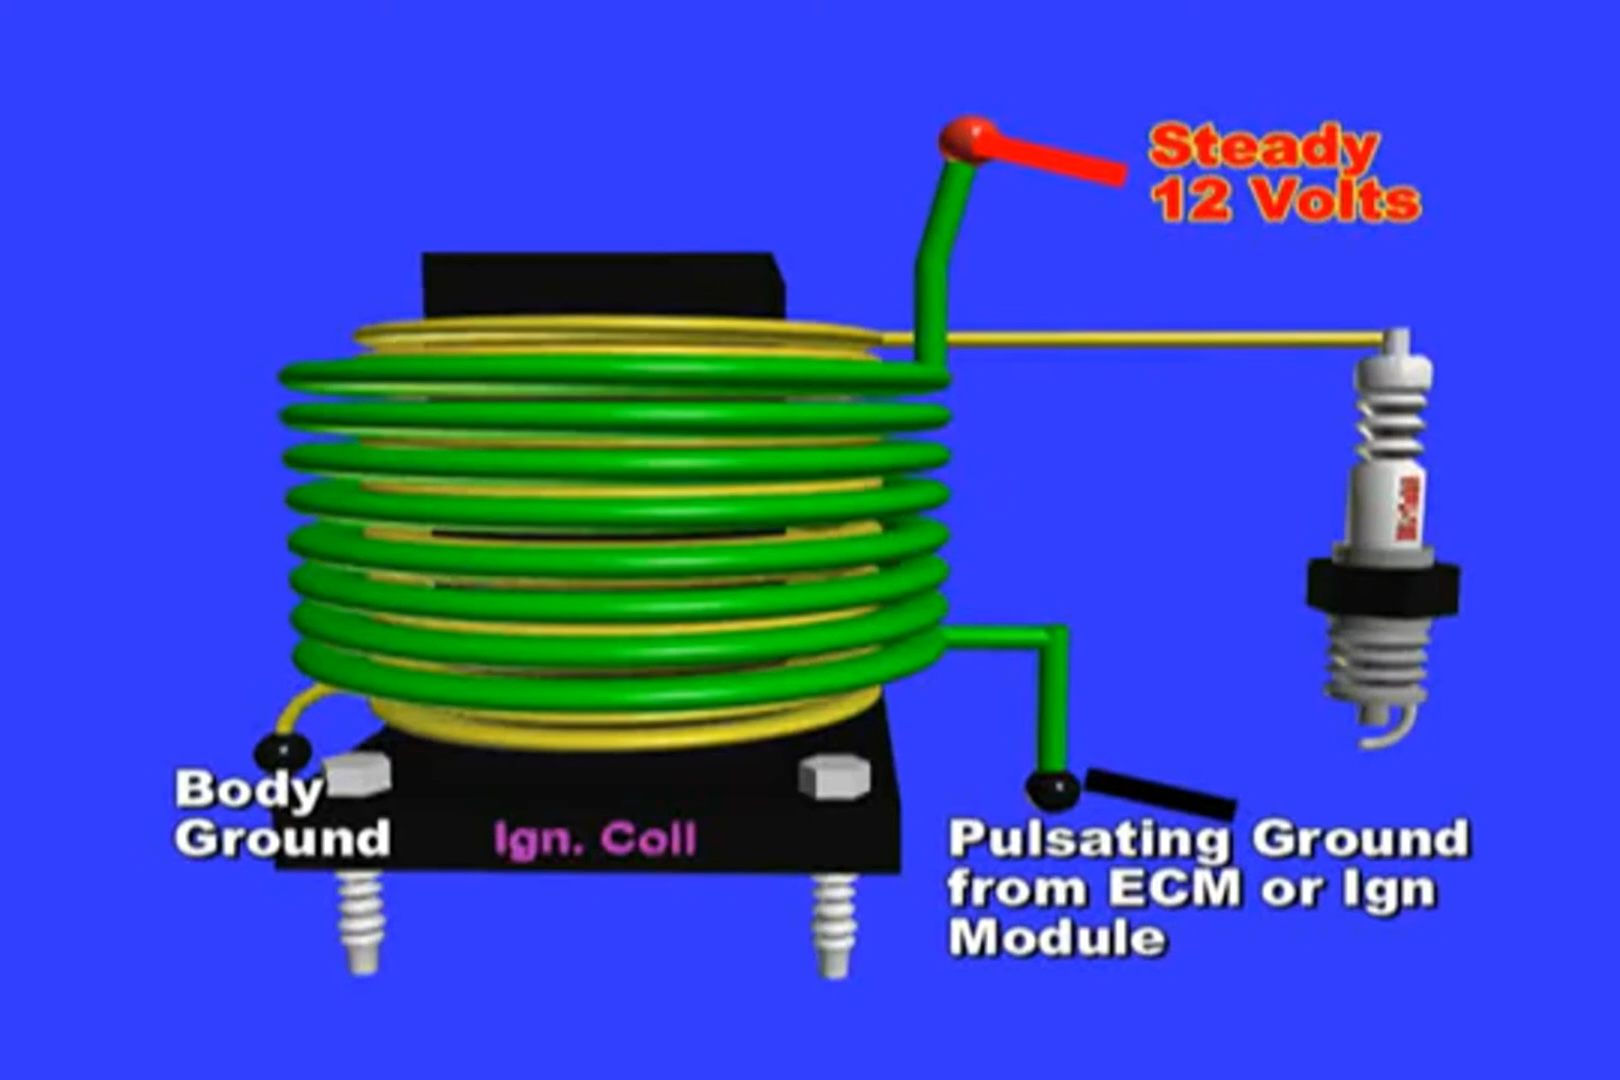 Steady
12 Volts
Body
Ground
Ign. Coil
Pulsating Ground
from ECM or Ign
Module